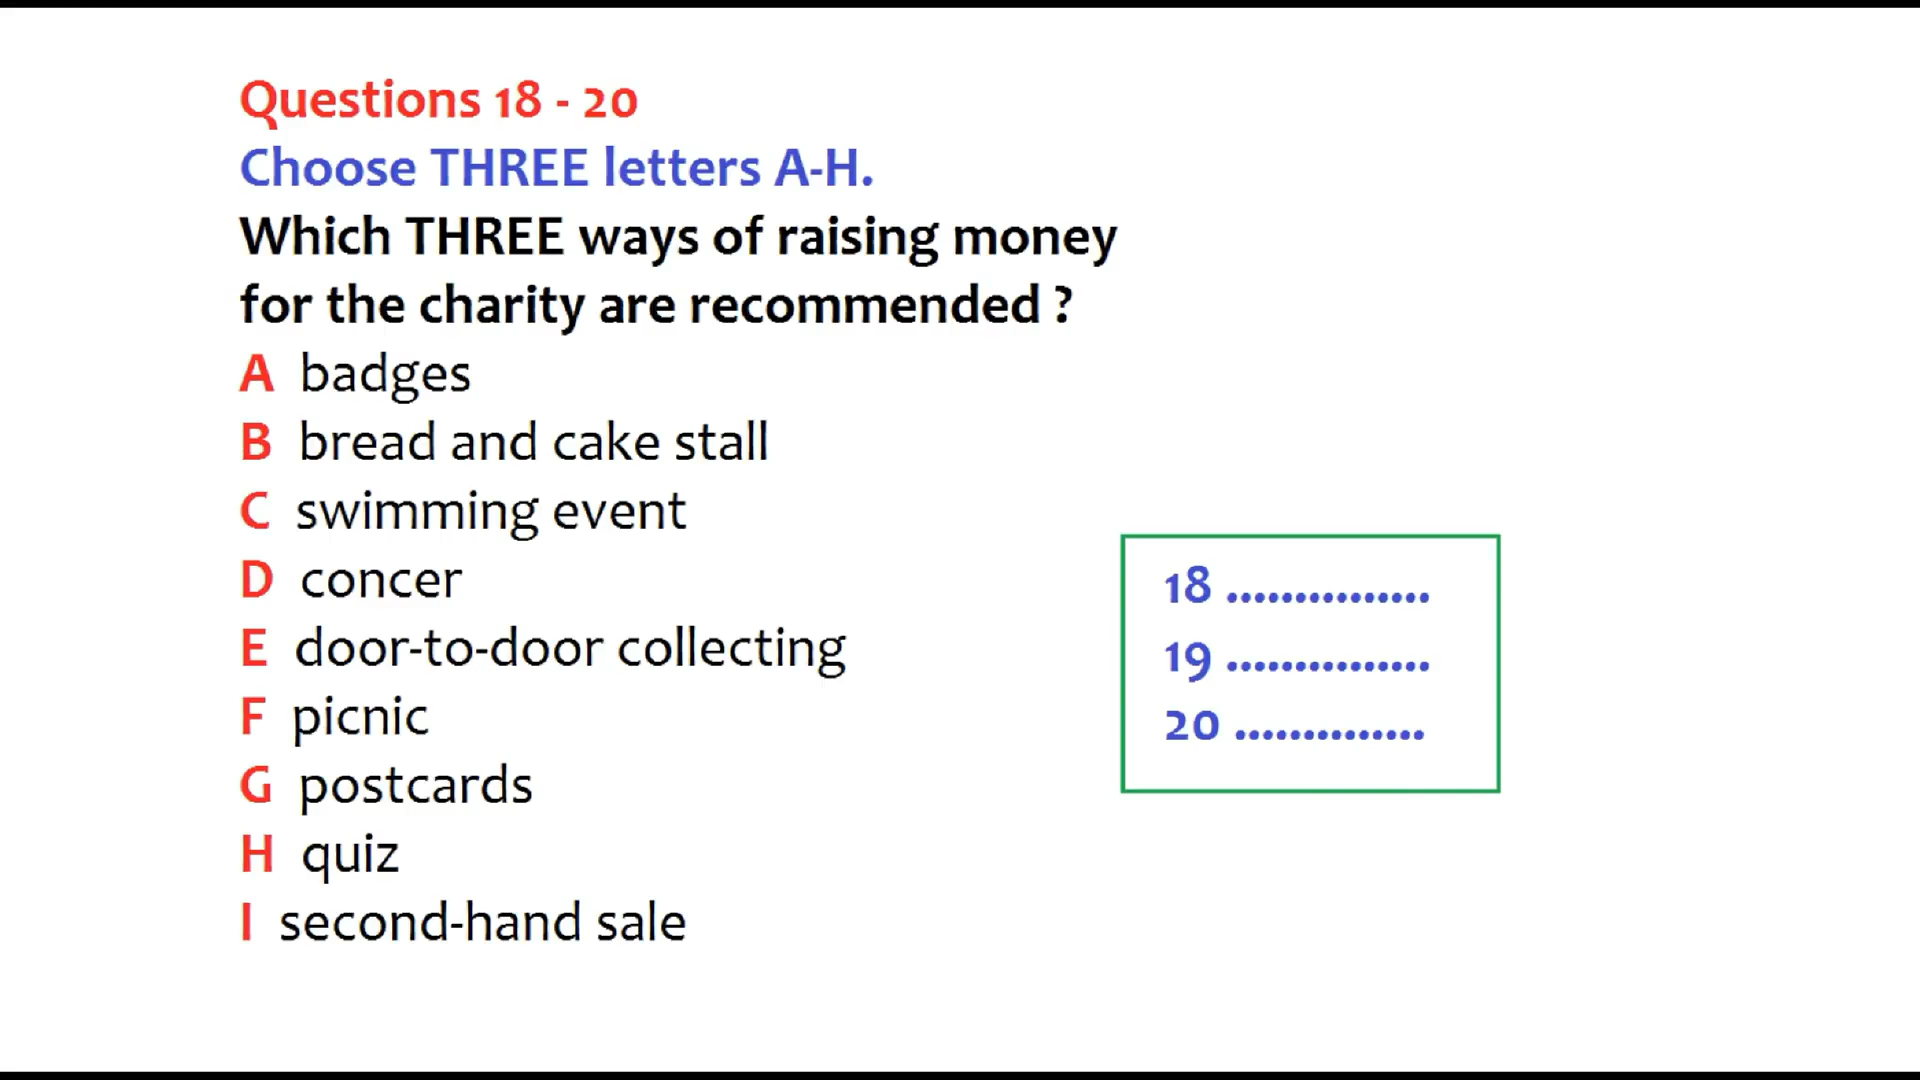 Questions 18 - 20
Choose THREE letters A-H.
Which THREE ways of raising money
for the charity are recommended ?
A badges
B bread and cake stall
C swimming event
D concer
E door-to-door collecting
F picnic
G postcards
H quiz
I second-hand sale
18 ...............
19 ...............
20 ..............